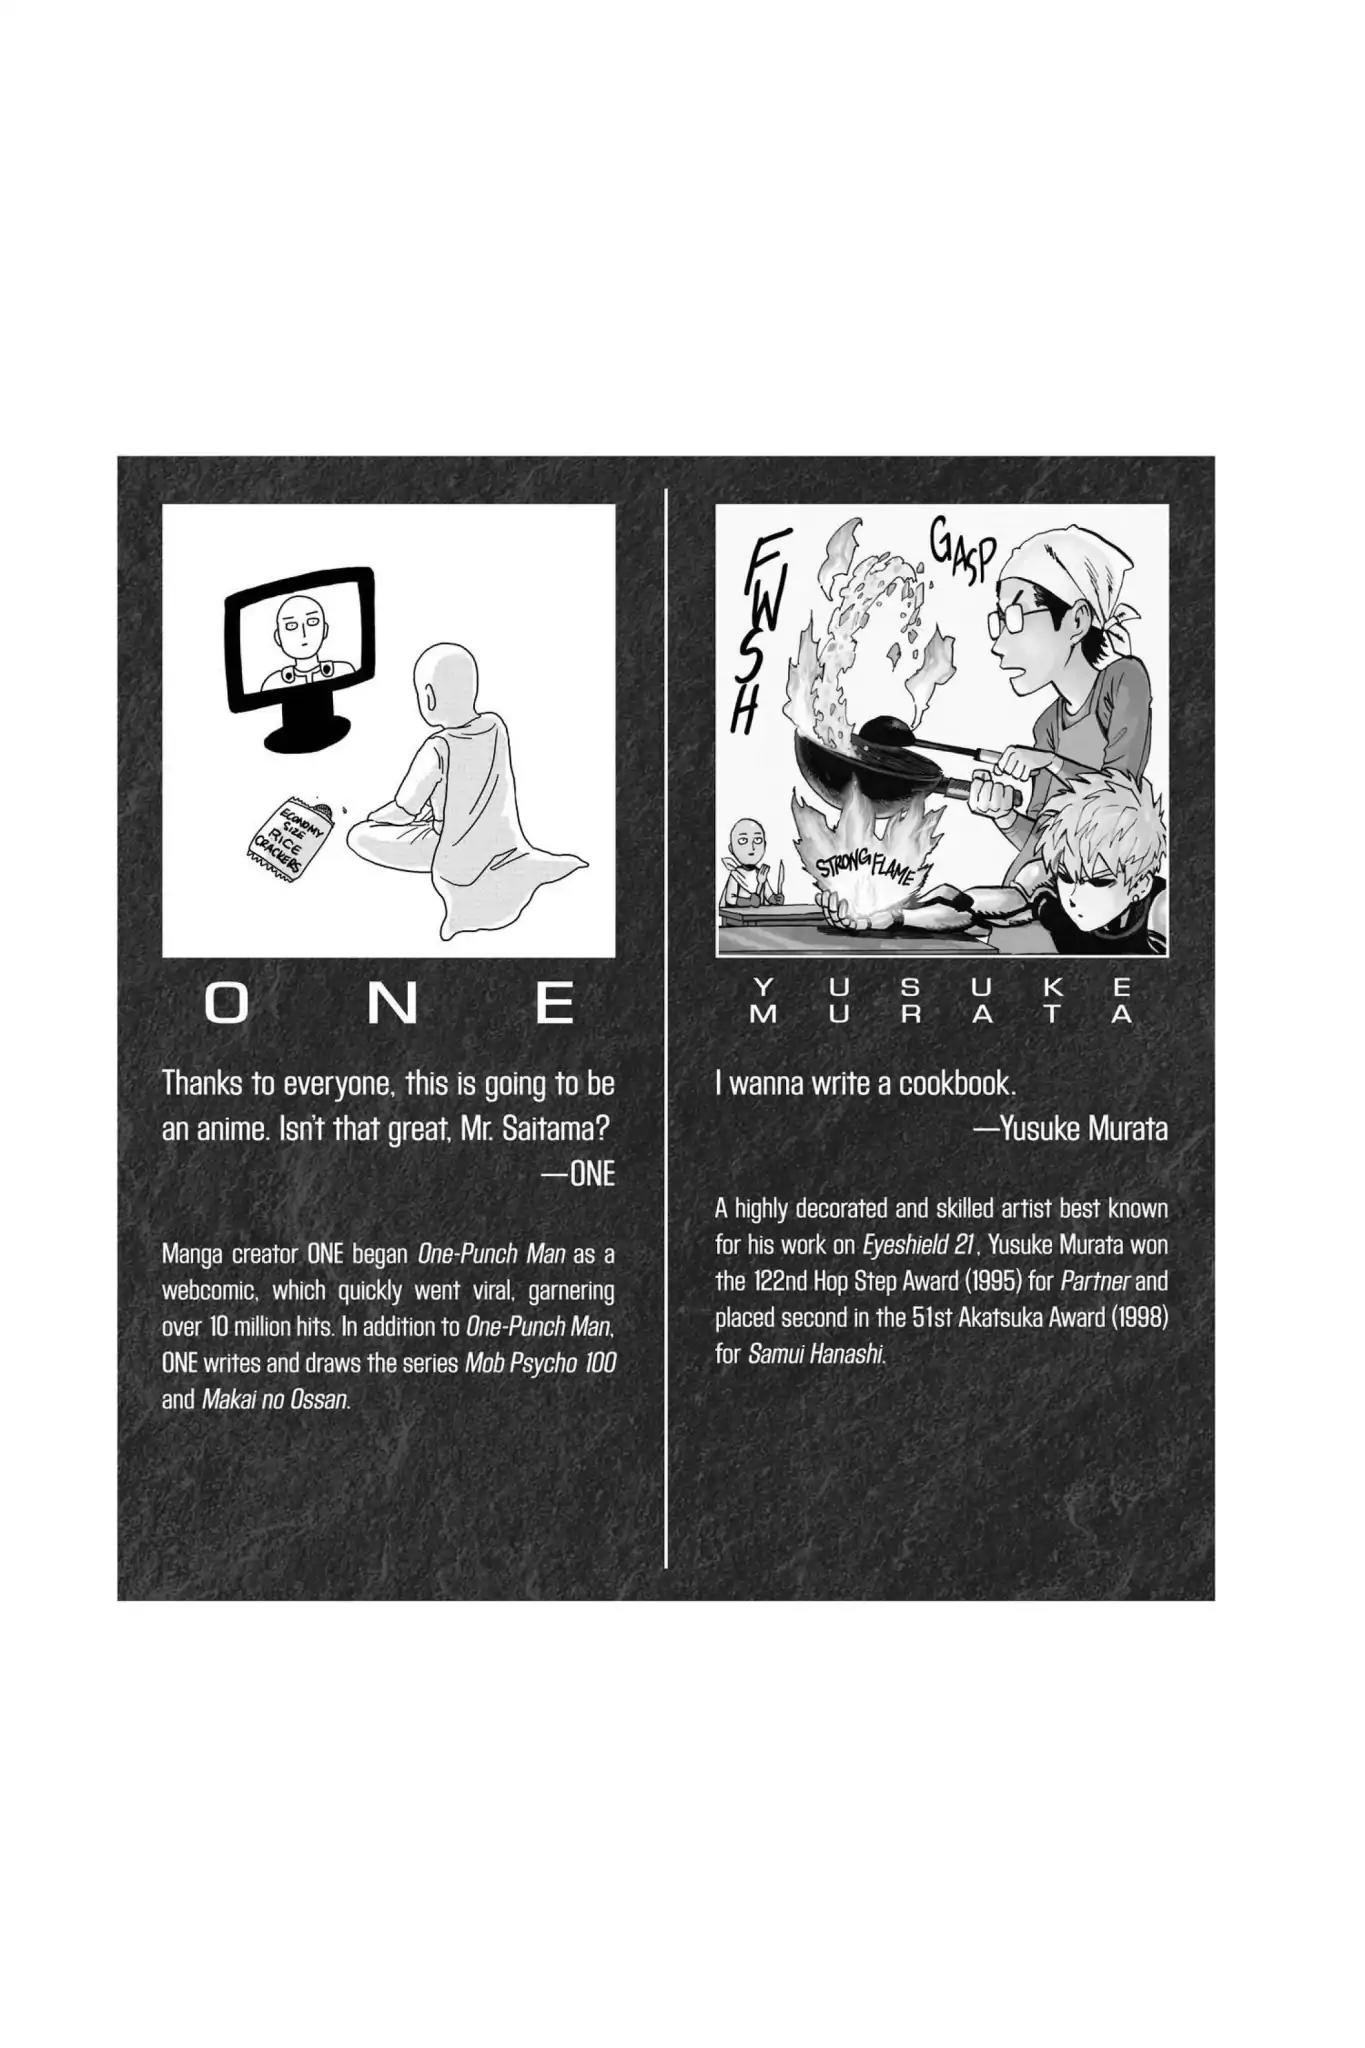 ECONOMY
SIZE
RICE
CRACKERS
O N E
Thanks to everyone, this is going to be
an anime. Isn't that great, Mr. Saitama?
—ONE
Manga creator ONE began One-Punch Man as a
webcomic, which quickly went viral, garnering
over 10 million hits. In addition to One-Punch Man,
ONE writes and draws the series Mob Psycho 100
and Makai no Ossan.
FWSH
GASP
STRONG FLAME
YUSUKE
MURATA
I wanna write a cookbook.
—Yusuke Murata
A highly decorated and skilled artist best known
for his work on Eyeshield 21, Yusuke Murata won
the 122nd Hop Step Award (1995) for Partner and
placed second in the 51st Akatsuka Award (1998)
for Samui Hanashi.